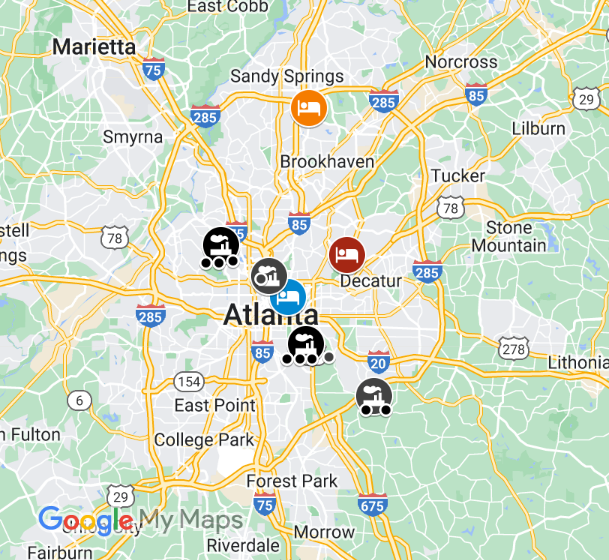 East Cobb
Marietta
75
Sandy Springs
Norcross
285
285
85
29
Smyrna
Lilburn
Brookhaven
Tucker
78
85
78
Stone
Mountain
285
Decatur
Atlanta
285
85
20
278
Lithonia
154
6
East Point
College Park
Forest Park
29
75
675
Google My Maps
Morrow
Riverdale
Fairburn